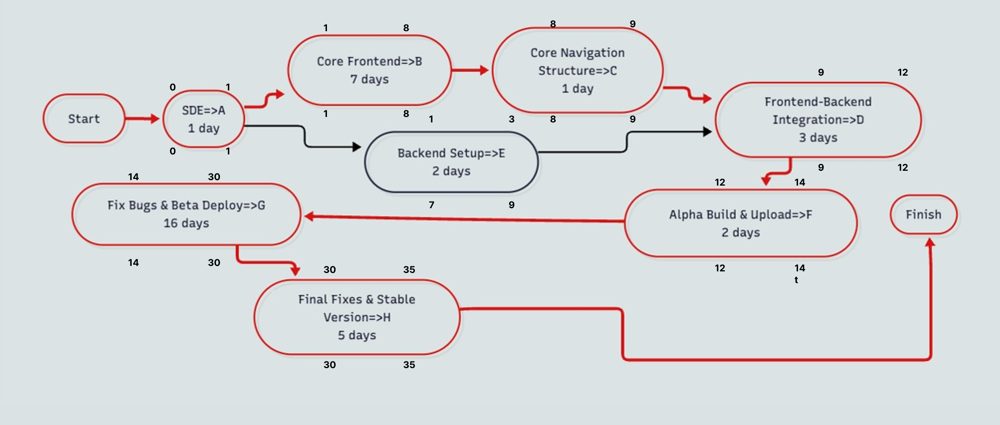 Start
0 1
SDE=>A
1 day
0 1
1 8
Core Frontend=>B
7 days
1 8
8 9
Core Navigation
Structure=>C
1 day
8 9
1 3
Backend Setup=>E
2 days
7 9
9 12
Frontend-Backend
Integration=>D
3 days
9 12
12 14
Alpha Build & Upload=>F
2 days
12 14
t
14 30
Fix Bugs & Beta Deploy=>G
16 days
14 30
30 35
Final Fixes & Stable
Version=>H
5 days
30 35
Finish